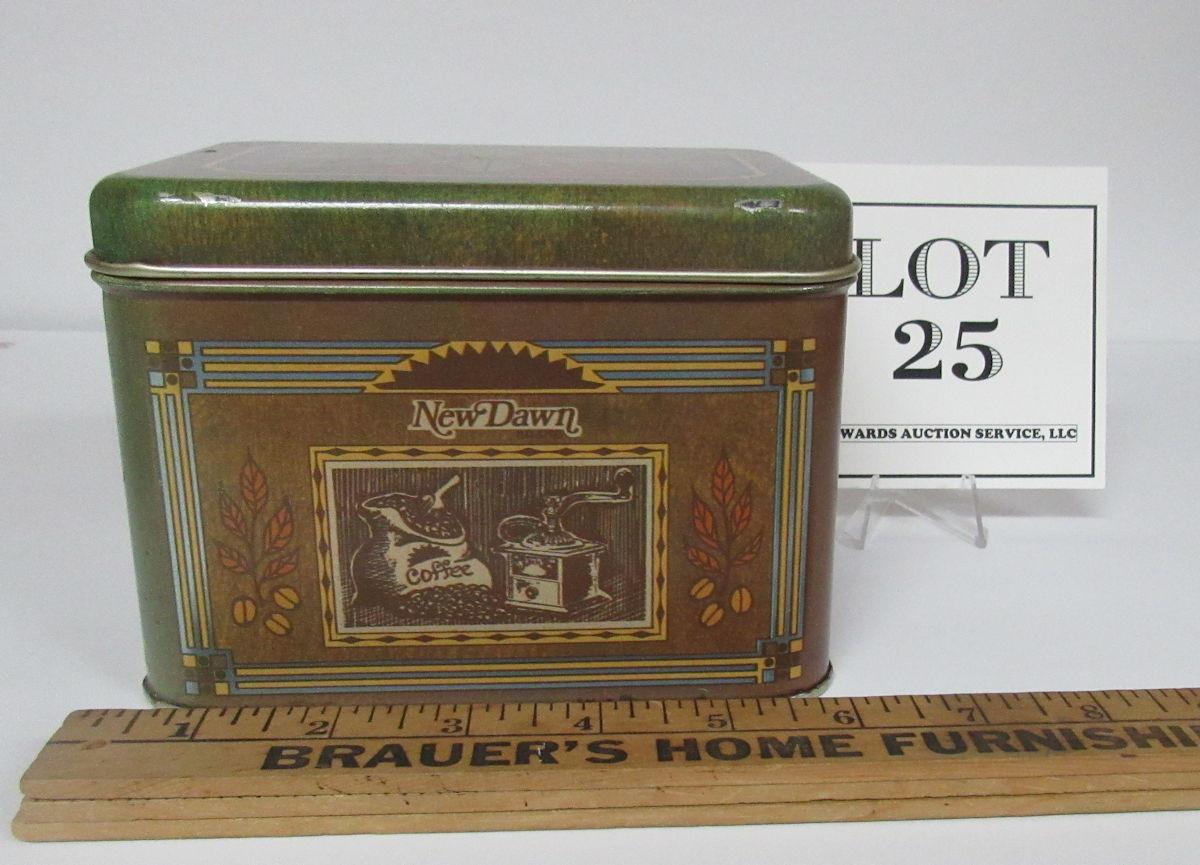 New Dawn
Coffee
LOT
25
WARDS AUCTION SERVICE, LLC
1 2 3 4 5 6 7 8
BRAUER'S HOME FURNISHI